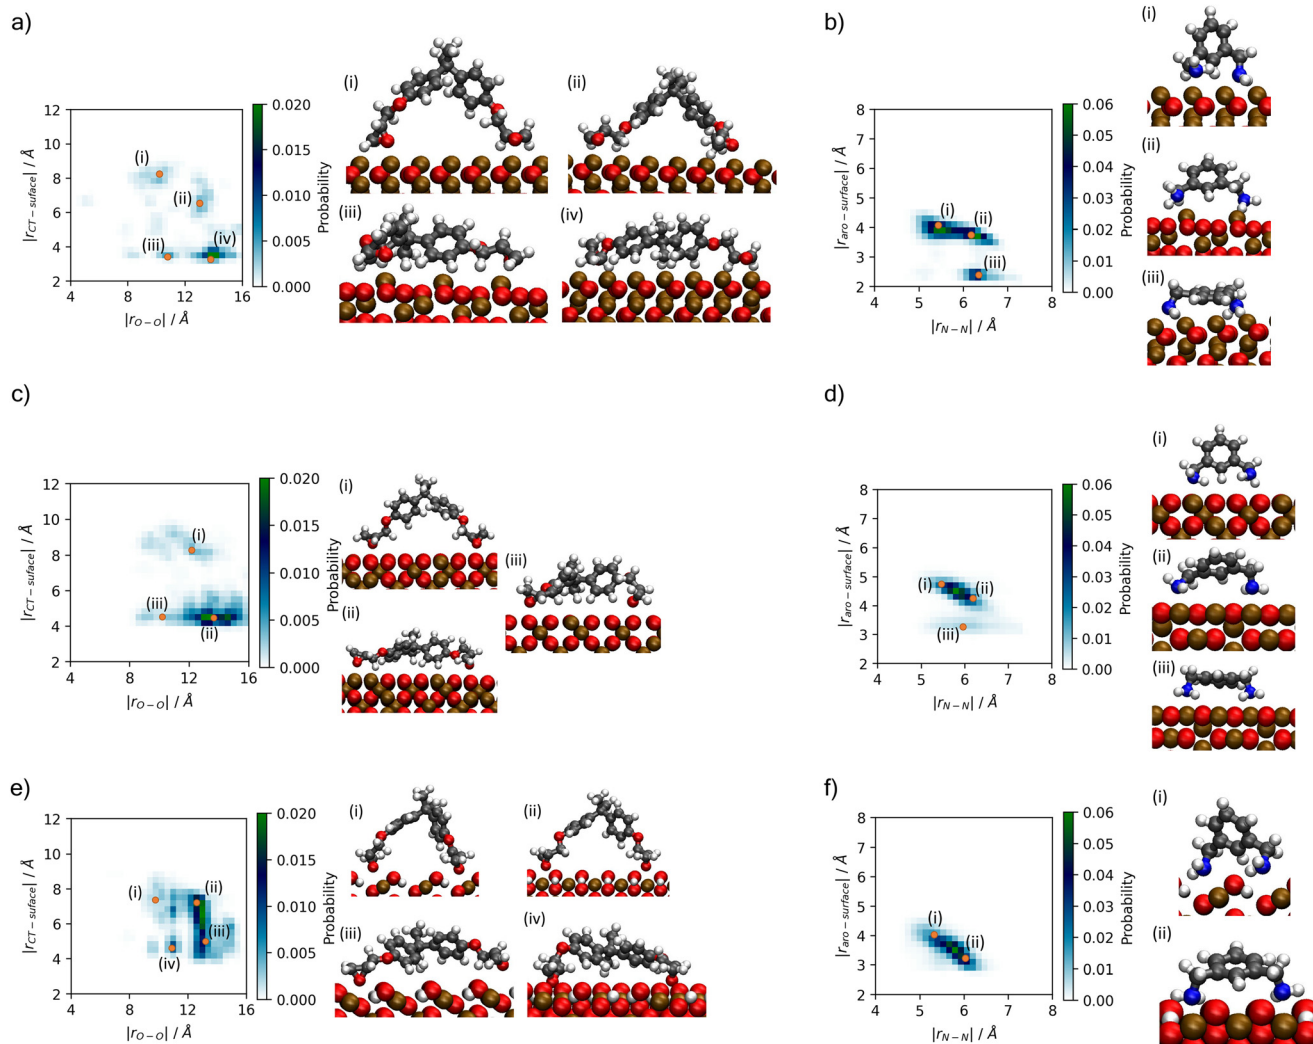 a)
12
10
8
6
4
2
4
8
12
16
|r_{CT-suface}| / Å
|r_{O-O}| / Å
(i)
(ii)
(iii)
(iv)
0.020
0.015
0.010
0.005
0.000
Probability
(i)
(ii)
(iii)
(iv)
b)
8
7
6
5
4
3
2
4
5
6
7
8
|r_{aro-surface}| / Å
|r_{N-N}| / Å
(i)
(ii)
(iii)
0.06
0.05
0.04
0.03
0.02
0.01
0.00
Probability
(i)
(ii)
(iii)
c)
12
10
8
6
4
2
4
8
12
16
|r_{CT-suface}| / Å
|r_{O-O}| / Å
(i)
(iii)
(ii)
0.020
0.015
0.010
0.005
0.000
Probability
(i)
(ii)
(iii)
d)
8
7
6
5
4
3
2
4
5
6
7
8
|r_{aro-surface}| / Å
|r_{N-N}| / Å
(i)
(ii)
(iii)
0.06
0.05
0.04
0.03
0.02
0.01
0.00
Probability
(i)
(ii)
(iii)
e)
12
10
8
6
4
2
4
8
12
16
|r_{CT-suface}| / Å
|r_{O-O}| / Å
(i)
(ii)
(iii)
(iv)
0.020
0.015
0.010
0.005
0.000
Probability
(i)
(ii)
(iii)
(iv)
f)
8
7
6
5
4
3
2
4
5
6
7
8
|r_{aro-surface}| / Å
|r_{N-N}| / Å
(i)
(ii)
0.06
0.05
0.04
0.03
0.02
0.01
0.00
Probability
(i)
(ii)